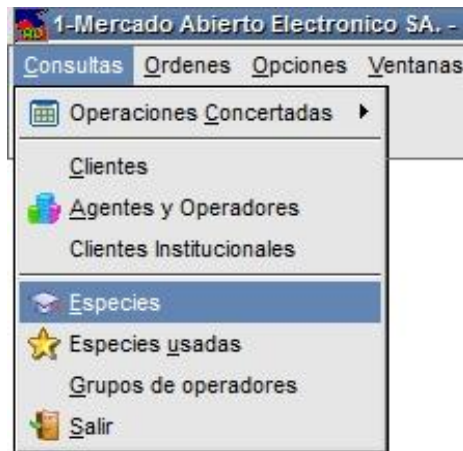 1-Mercado Abierto Electronico SA. -
Consultas Ordenes Opciones Ventanas
Operaciones Concertadas
Clientes
Agentes y Operadores
Clientes Institucionales
Especies
Especies usadas
Grupos de operadores
Salir